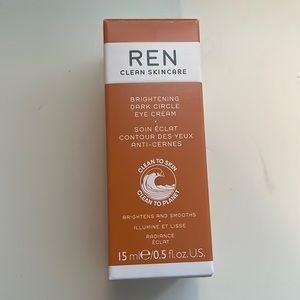 REN
CLEAN SKINCARE
BRIGHTENING
DARK CIRCLE
EYE CREAM
•
SOIN ÉCLAT
CONTOUR DES YEUX
ANTI-CERNES
CLEAN TO SKIN
CLEAN TO PLANET
BRIGHTENS AND SMOOTHS
•
ILLUMINE ET LISSE
RADIANCE
ÉCLAT
15 ml℮/0.5 fl.oz.U.S.